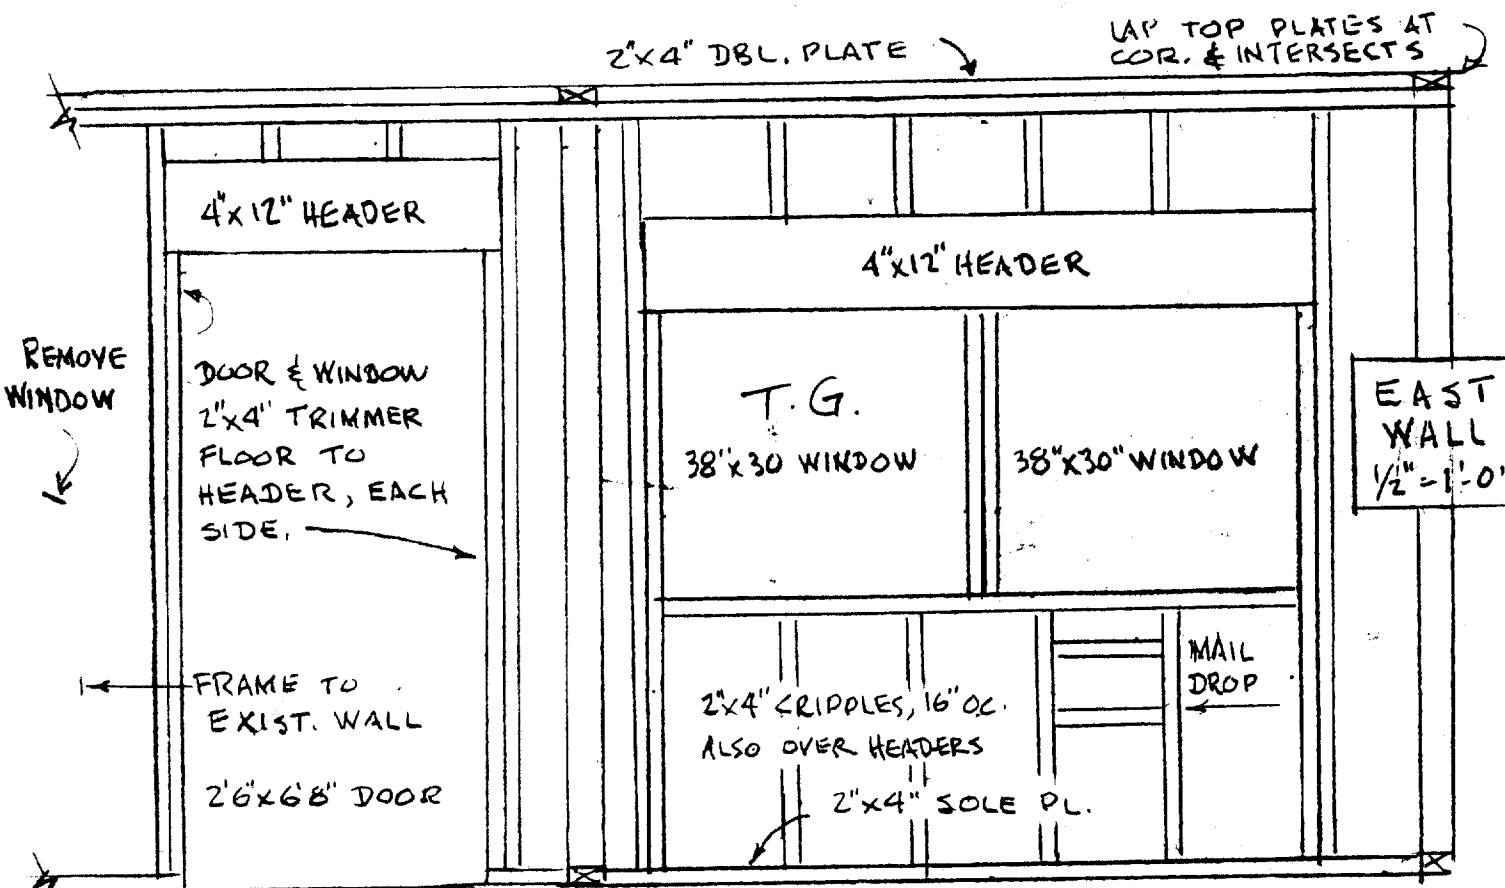 LAP TOP PLATES AT
COR. & INTERSECTS
2"x4" DBL. PLATE
4"x12" HEADER
4"x12" HEADER
REMOVE
WINDOW
DOOR & WINDOW
2"x4" TRIMMER
FLOOR TO
HEADER, EACH
SIDE.
T.G.
38"x30 WINDOW
38"x30" WINDOW
EAST
WALL
1/2"=1'-0"
FRAME TO
EXIST. WALL
2'6"x6'8" DOOR
2"x4" CRIPPLES, 16" O.C.
ALSO OVER HEADERS
MAIL
DROP
2"x4" SOLE PL.